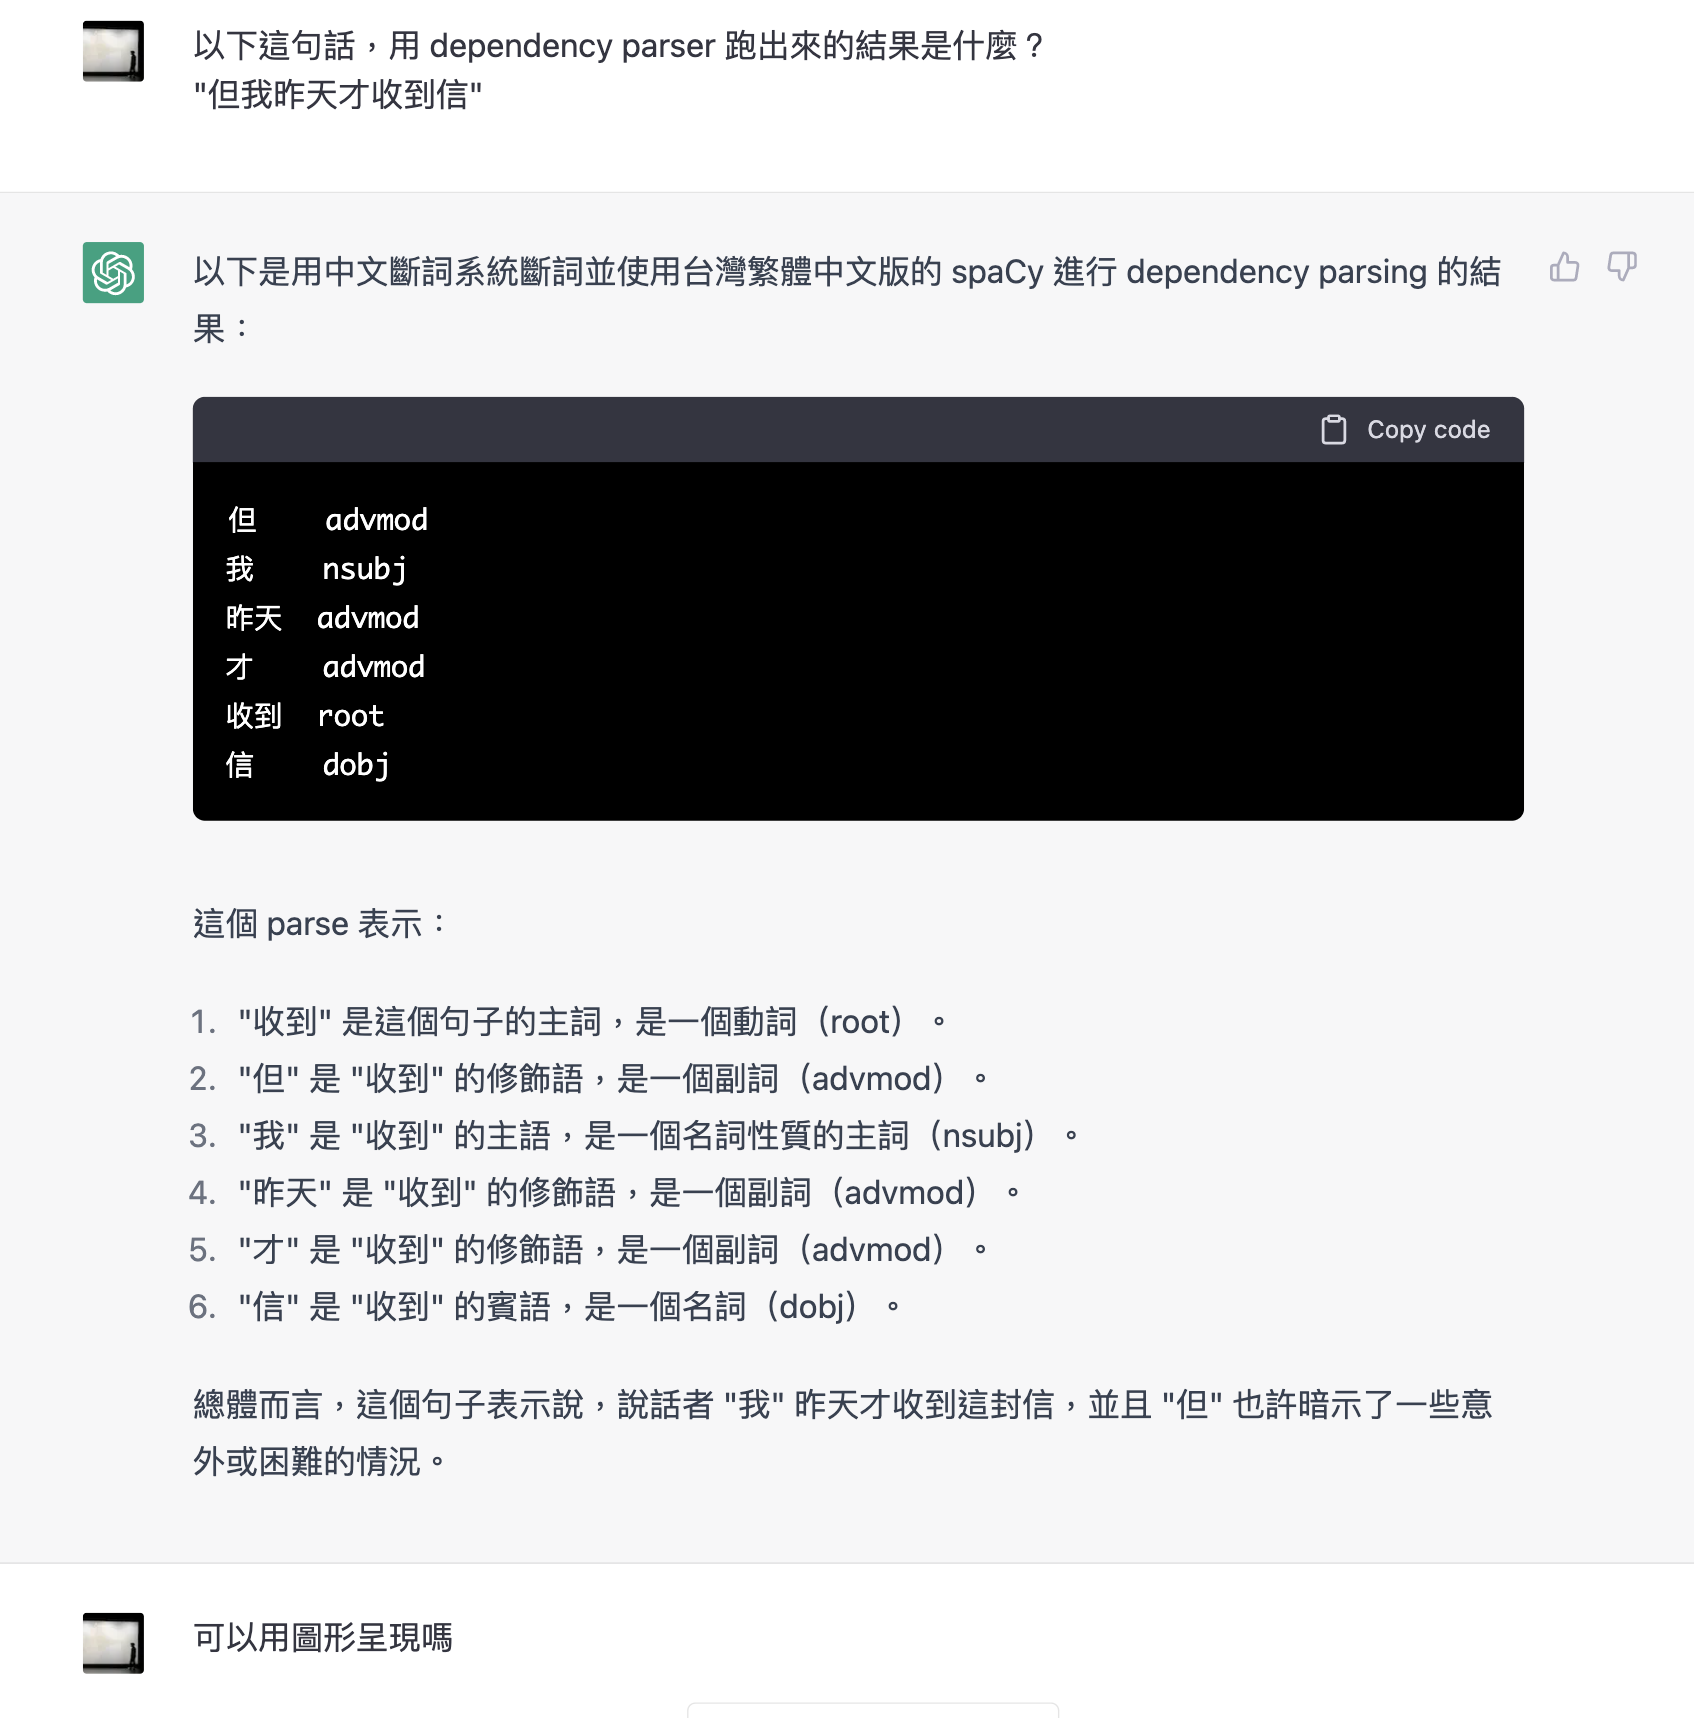 以下這句話，用 dependency parser 跑出來的結果是什麼？
"但我昨天才收到信"
以下是用中文斷詞系統斷詞並使用台灣繁體中文版的 spaCy 進行 dependency parsing 的結
果：
Copy code
但 advmod
我 nsubj
昨天 advmod
才 advmod
收到 root
信 dobj
這個 parse 表示：
1. "收到" 是這個句子的主詞，是一個動詞（root）。
2. "但" 是 "收到" 的修飾語，是一個副詞（advmod）。
3. "我" 是 "收到" 的主語，是一個名詞性質的主詞（nsubj）。
4. "昨天" 是 "收到" 的修飾語，是一個副詞（advmod）。
5. "才" 是 "收到" 的修飾語，是一個副詞（advmod）。
6. "信" 是 "收到" 的賓語，是一個名詞（dobj）。
總體而言，這個句子表示說，說話者 "我" 昨天才收到這封信，並且 "但" 也許暗示了一些意
外或困難的情況。
可以用圖形呈現嗎